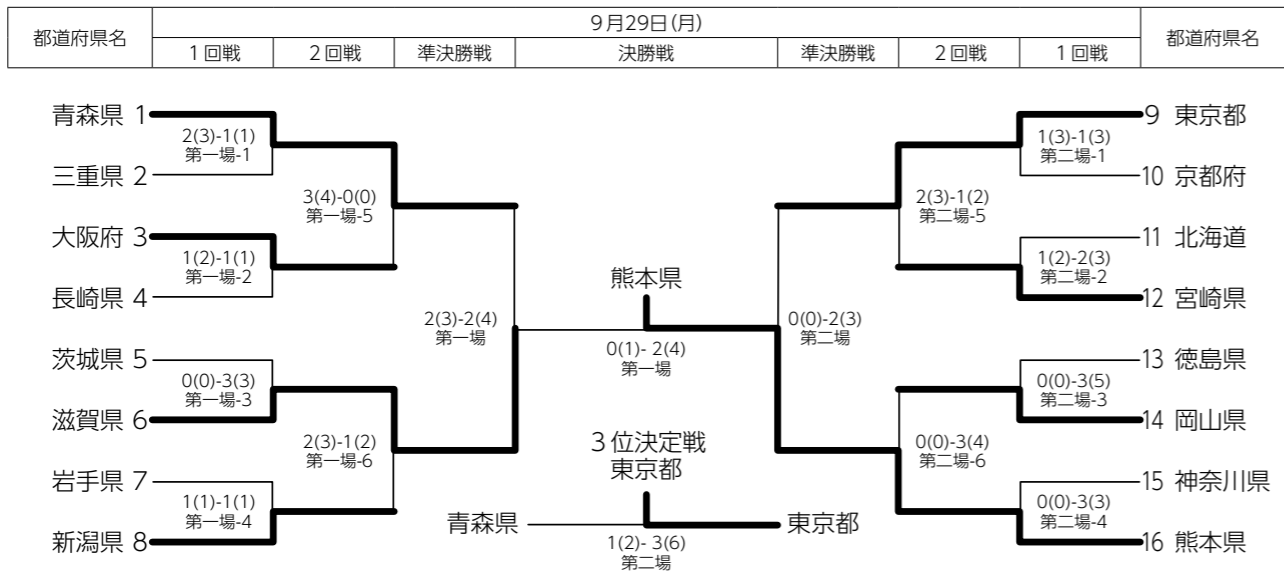 都道府県名
9月29日(月)
都道府県名
1回戦 2回戦 準決勝戦 決勝戦 準決勝戦 2回戦 1回戦
青森県 1
2(3)-1(1)
第一場-1
三重県 2
3(4)-0(0)
第一場-5
大阪府 3
1(2)-1(1)
第一場-2
長崎県 4
2(3)-2(4)
第一場
茨城県 5
0(0)-3(3)
第一場-3
滋賀県 6
2(3)-1(2)
第一場-6
岩手県 7
1(1)-1(1)
第一場-4
新潟県 8
熊本県
0(1)- 2(4)
第一場
3位決定戦
東京都
青森県
東京都
1(2)- 3(6)
第二場
9 東京都
1(3)-1(3)
第二場-1
10 京都府
2(3)-1(2)
第二場-5
11 北海道
1(2)-2(3)
第二場-2
12 宮崎県
0(0)-2(3)
第二場
13 徳島県
0(0)-3(5)
第二場-3
14 岡山県
0(0)-3(4)
第二場-6
15 神奈川県
0(0)-3(3)
第二場-4
16 熊本県